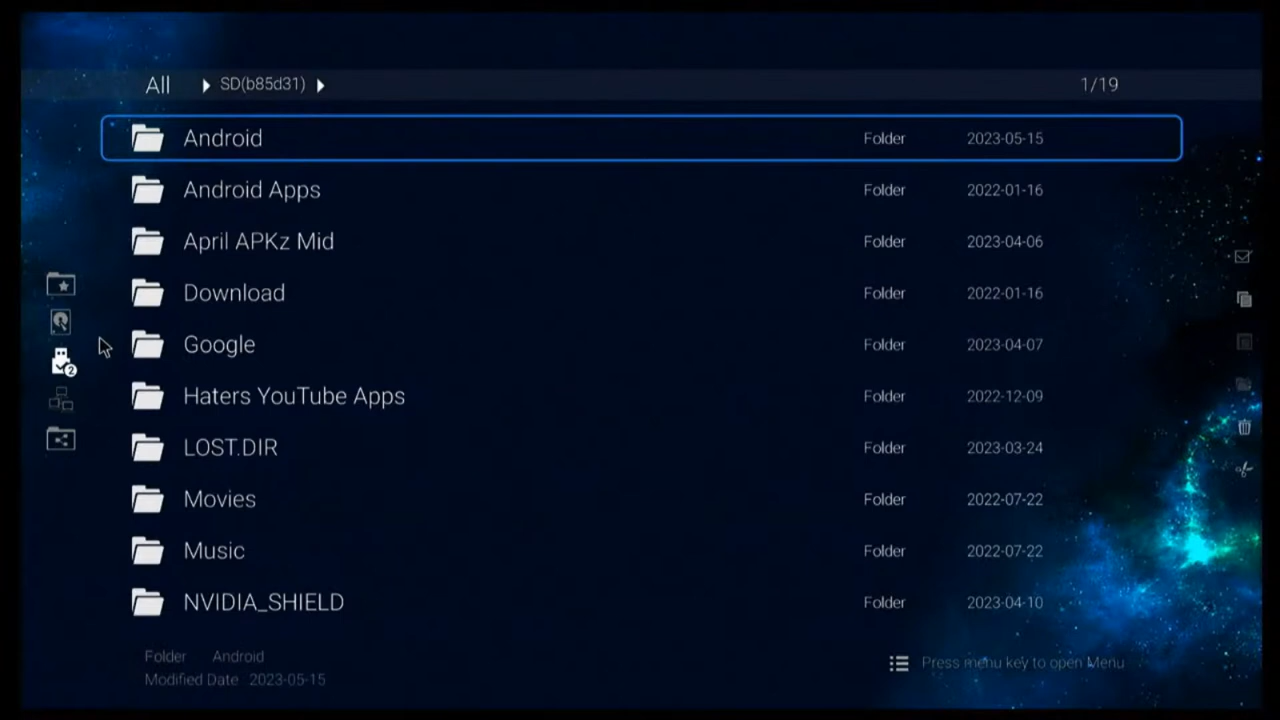 All SD(b85d31) 1/19
Android Folder 2023-05-15
Android Apps Folder 2022-01-16
April APKz Mid Folder 2023-04-06
Download Folder 2022-01-16
Google Folder 2023-04-07
Haters YouTube Apps Folder 2022-12-09
LOST.DIR Folder 2023-03-24
Movies Folder 2022-07-22
Music Folder 2022-07-22
NVIDIA_SHIELD Folder 2023-04-10
2
Folder Android
Modified Date 2023-05-15
Press menu key to open Menu